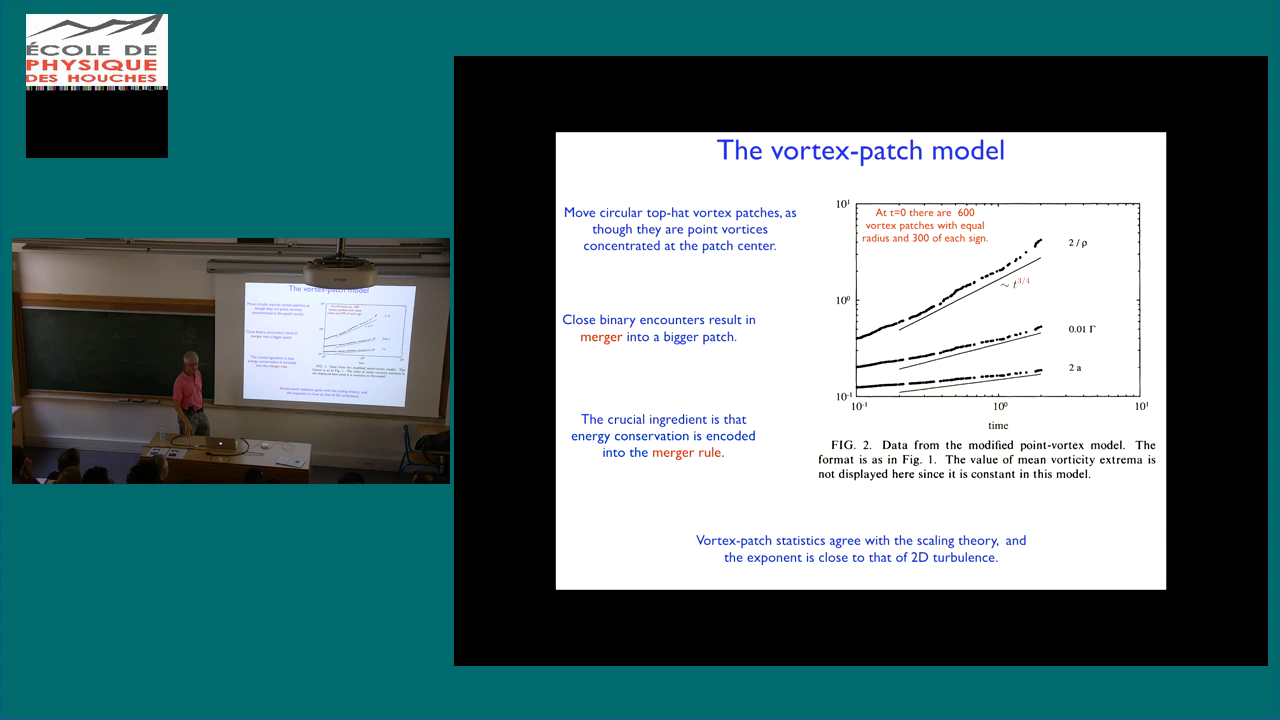 ÉCOLE DE
PHYSIQUE
DES HOUCHES
The vortex-patch model
Move circular top-hat vortex patches, as
though they are point vortices
concentrated at the patch center.
Close binary encounters result in
merger into a bigger patch.
The crucial ingredient is that
energy conservation is encoded
into the merger rule.
10¹
At t=0 there are 600
vortex patches with equal
radius and 300 of each sign.
2 / ρ
~ t^3/4
10⁰
0.01 Γ
2 a
10⁻¹
10⁻¹ 10⁰ 10¹
time
FIG. 2. Data from the modified point-vortex model. The
format is as in Fig. 1. The value of mean vorticity extrema is
not displayed here since it is constant in this model.
Vortex-patch statistics agree with the scaling theory, and
the exponent is close to that of 2D turbulence.